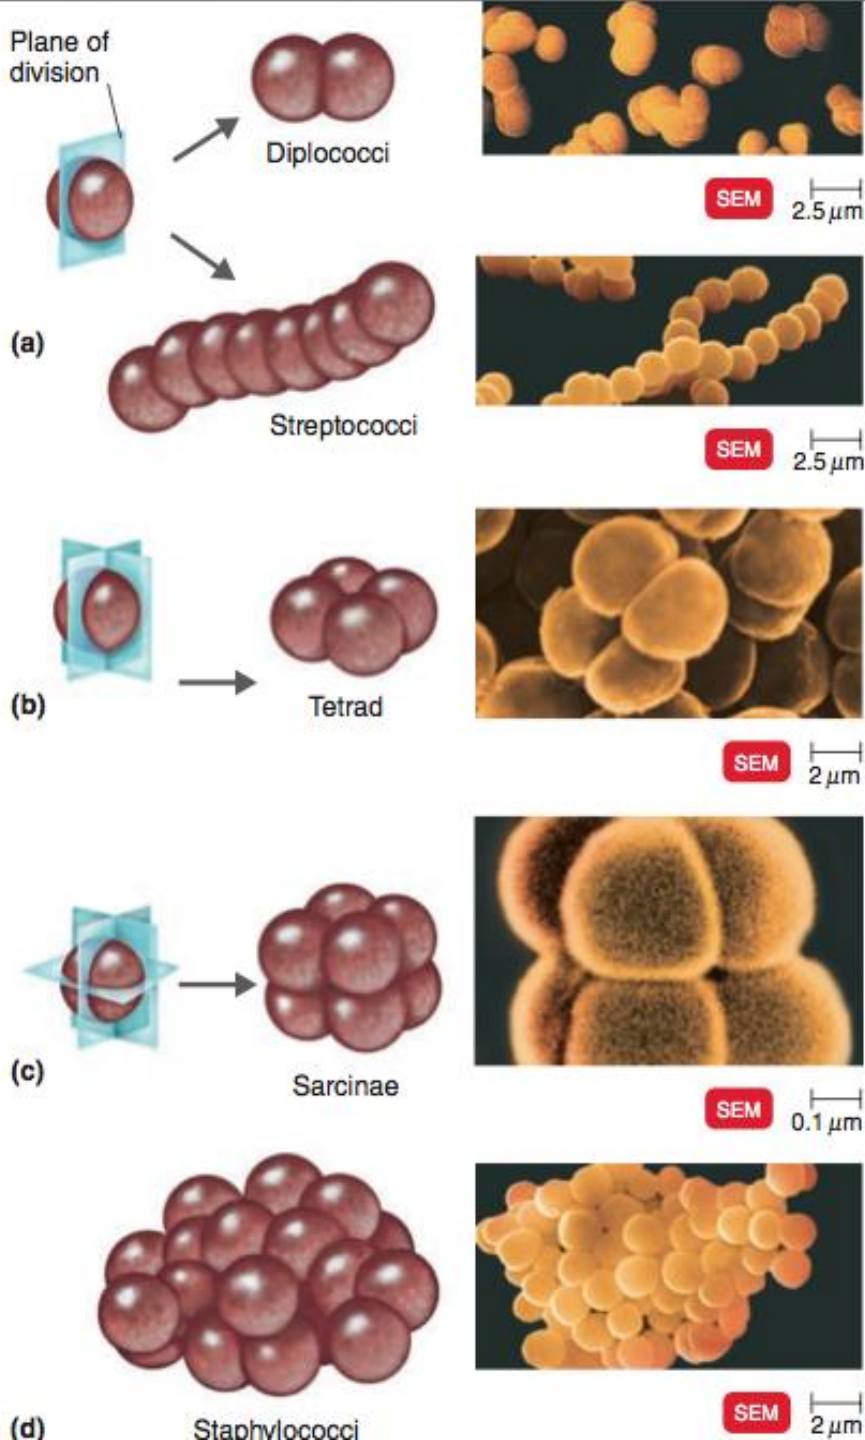 Plane of
division
Diplococci
SEM
2.5 μm
(a)
Streptococci
SEM
2.5 μm
(b)
Tetrad
SEM
2 μm
(c)
Sarcinae
SEM
0.1 μm
(d)
Staphylococci
SEM
2 μm